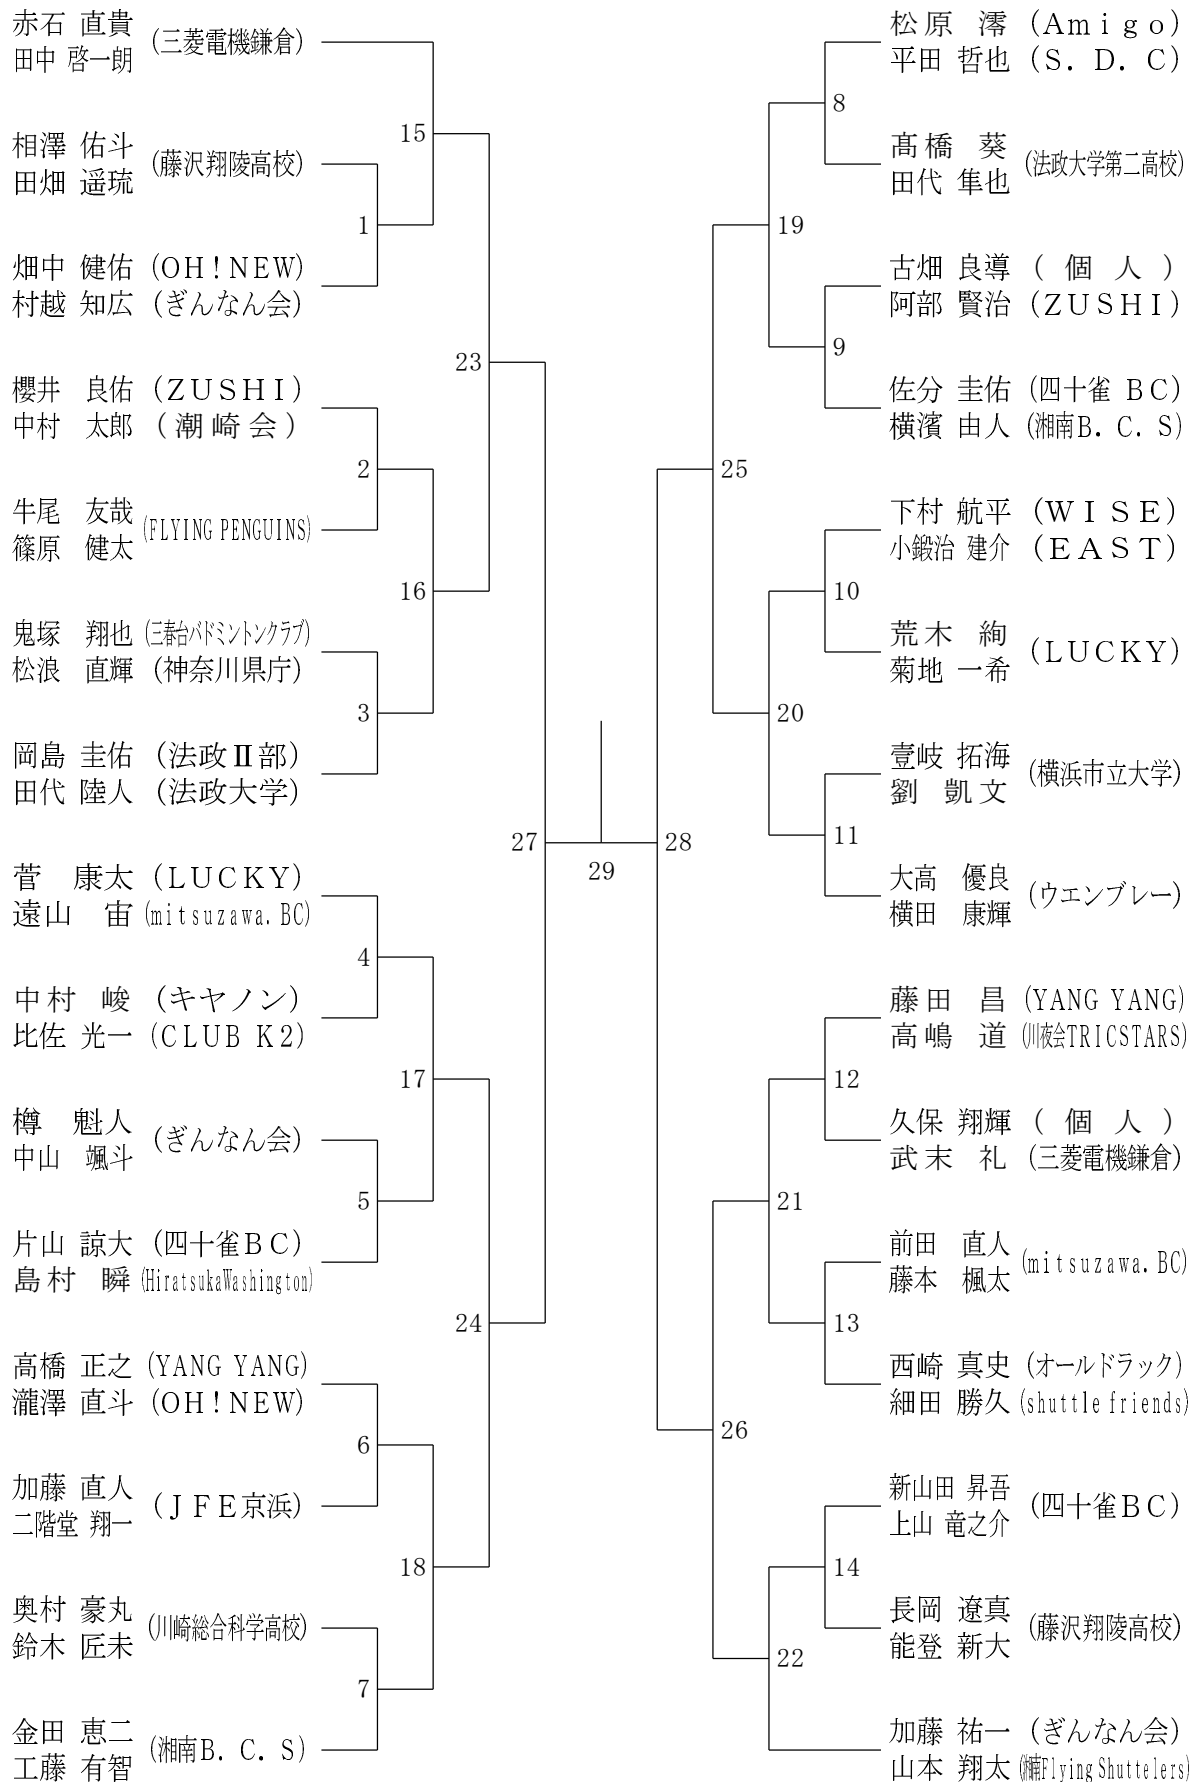 赤石 直貴 (三菱電機鎌倉)
田中 啓一朗
15
相澤 佑斗 (藤沢翔陵高校)
田畑 遥琉
1
畑中 健佑 (OH！NEW)
村越 知広 (ぎんなん会)
23
櫻井 良佑 (ZUSHI)
中村 太郎 (潮崎会)
2
牛尾 友哉 (FLYING PENGUINS)
篠原 健太
16
鬼塚 翔也 (三春台バドミントンクラブ)
松浪 直輝 (神奈川県庁)
3
岡島 圭佑 (法政Ⅱ部)
田代 陸人 (法政大学)
27
菅 康太 (LUCKY)
遠山 宙 (mitsuzawa.BC)
4
中村 峻 (キヤノン)
比佐 光一 (CLUB K2)
17
樽 魁人 (ぎんなん会)
中山 颯斗
5
片山 諒大 (四十雀BC)
島村 瞬 (HiratsukaWashington)
24
高橋 正之 (YANG YANG)
瀧澤 直斗 (OH！NEW)
6
加藤 直人 (JFE京浜)
二階堂 翔一
18
奥村 豪丸 (川崎総合科学高校)
鈴木 匠未
7
金田 恵二 (湘南B.C.S)
工藤 有智
29
松原 澪 (Amigo)
平田 哲也 (S.D.C)
8
髙橋 葵 (法政大学第二高校)
田代 隼也
19
古畑 良導 (個人)
阿部 賢治 (ZUSHI)
9
佐分 圭佑 (四十雀 BC)
横濱 由人 (湘南B.C.S)
25
下村 航平 (WISE)
小鍛治 建介 (EAST)
10
荒木 絢 (LUCKY)
菊地 一希
20
壹岐 拓海 (横浜市立大学)
劉 凱文
11
28
大高 優良 (ウエンブレー)
横田 康輝
藤田 昌 (YANG YANG)
高嶋 道 (川夜会TRICSTARS)
12
久保 翔輝 (個人)
武末 礼 (三菱電機鎌倉)
21
前田 直人 (mitsuzawa.BC)
藤本 楓太
13
西崎 真史 (オールドラック)
細田 勝久 (shuttle friends)
26
新山田 昇吾 (四十雀BC)
上山 竜之介
14
長岡 遼真 (藤沢翔陵高校)
能登 新大
22
加藤 祐一 (ぎんなん会)
山本 翔太 (湘南Flying Shuttelers)